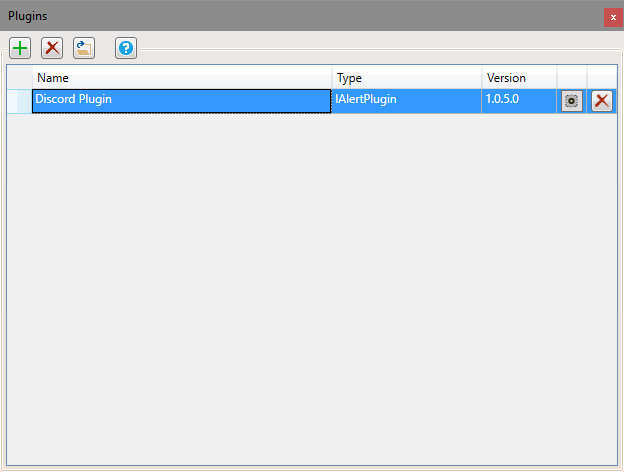 Plugins
x
?
Name Type Version
Discord Plugin IAlertPlugin 1.0.5.0